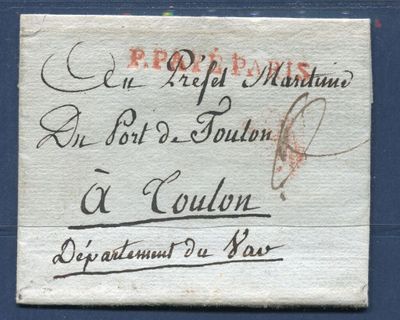 P.PAYÉ PARIS
Au Préfet Maritime
Du Port de Toulon
à Toulon
Département du Var